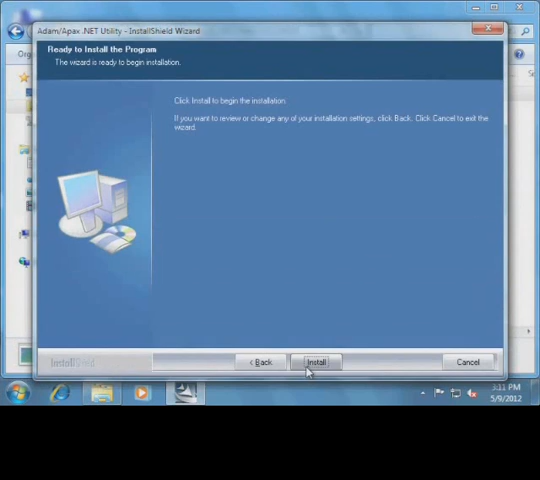 Adam/Apax .NET Utility - InstallShield Wizard
Ready to Install the Program
The wizard is ready to begin installation.
Click Install to begin the installation.
If you want to review or change any of your installation settings, click Back. Click Cancel to exit the
wizard.
InstallShield
< Back
Install
Cancel
3:11 PM
5/9/2012